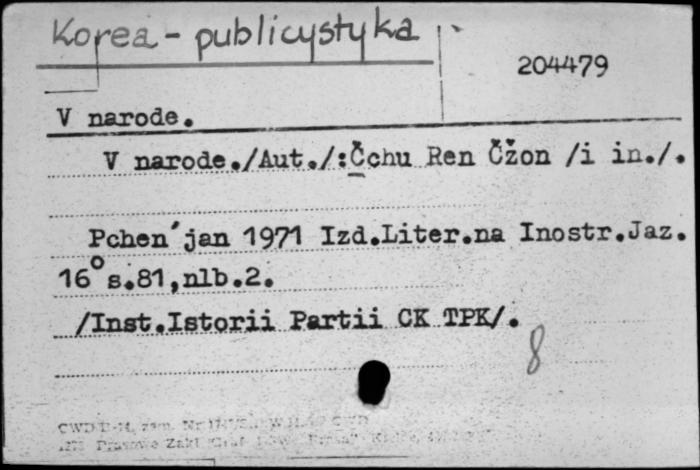 Korea - publicystyka
204479
V narode.
V narode./Aut./:Čchu Ren Čžon /i in./.
Pchen´jan 1971 Izd.Liter.na Inostr.Jaz.
16° s.81,nlb.2.
/Inst.Istorii Partii CK TPK/.
8